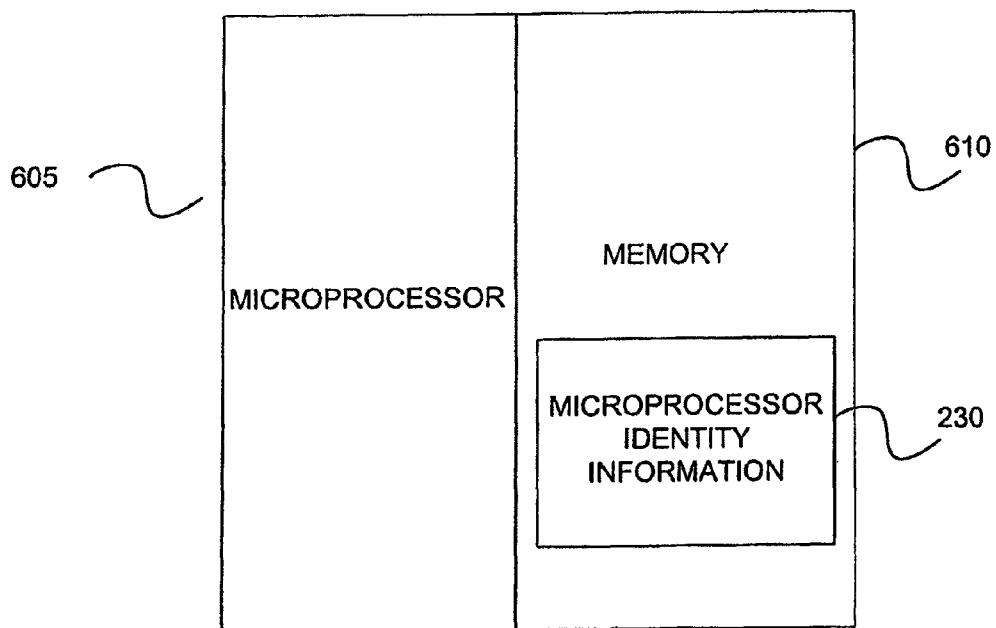 610
605
MEMORY
MICROPROCESSOR
MICROPROCESSOR
IDENTITY
INFORMATION
230